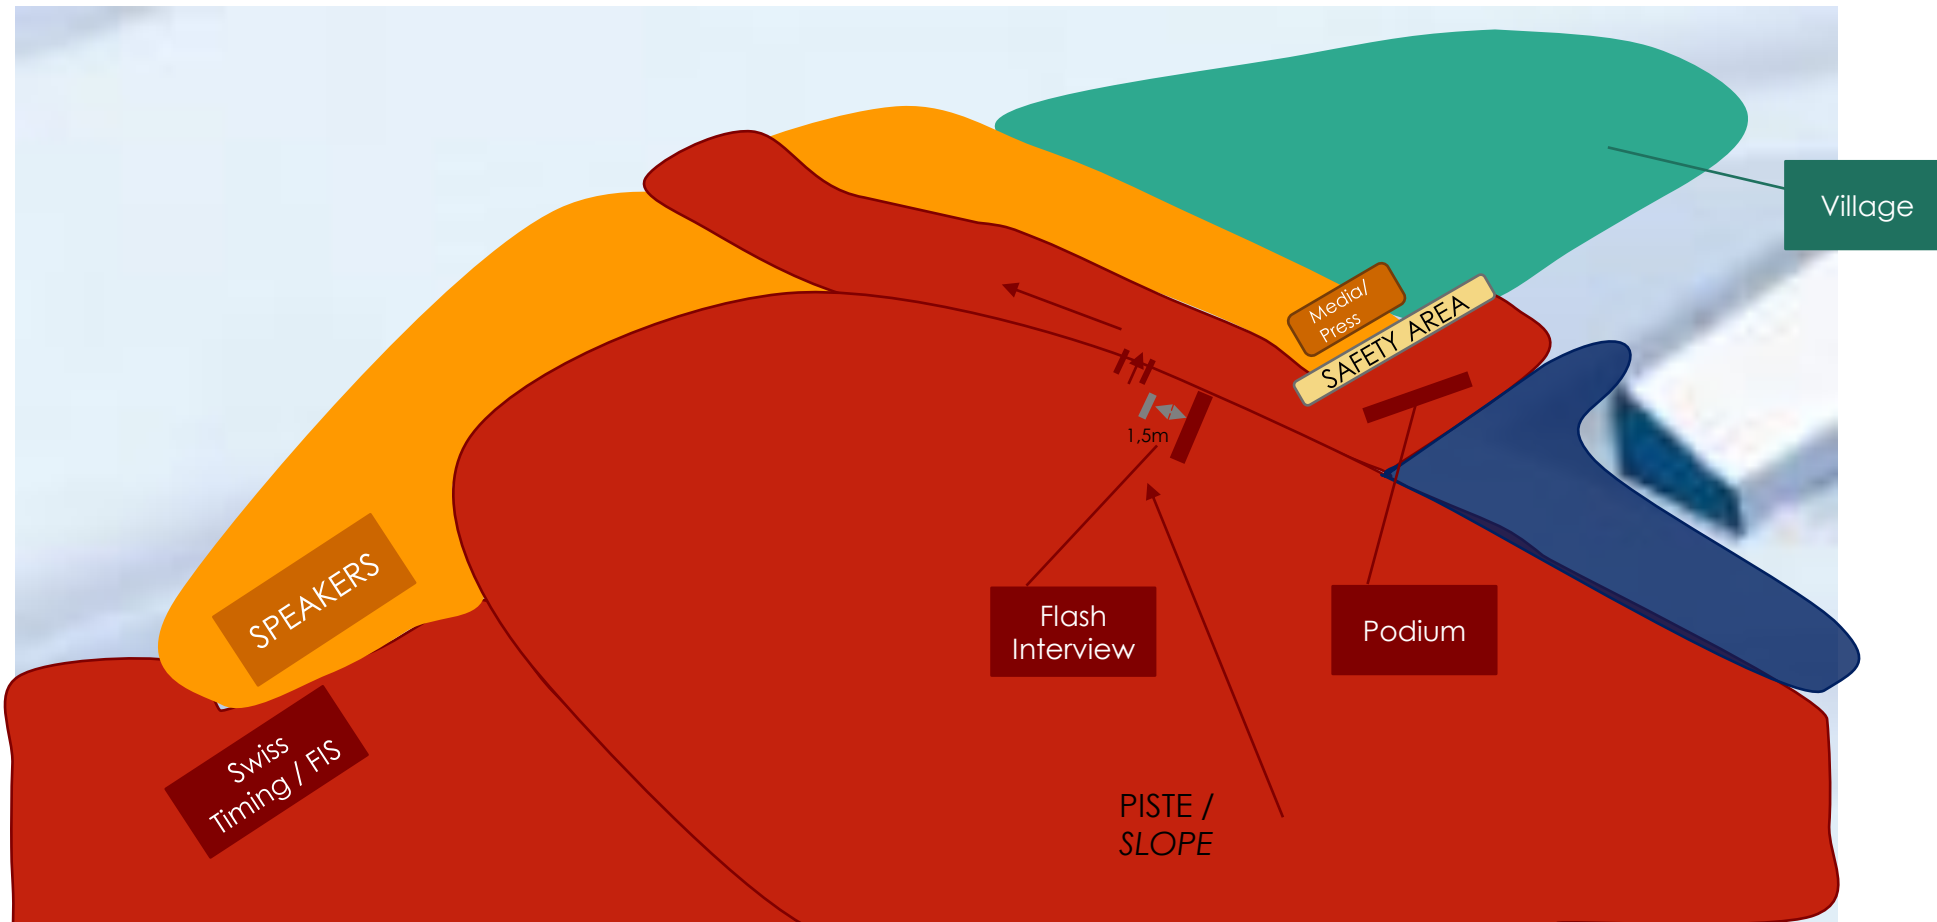 Village
Media/
Press
SAFETY AREA
1,5m
SPEAKERS
Flash
Interview
Podium
Swiss
Timing / FIS
PISTE /
SLOPE